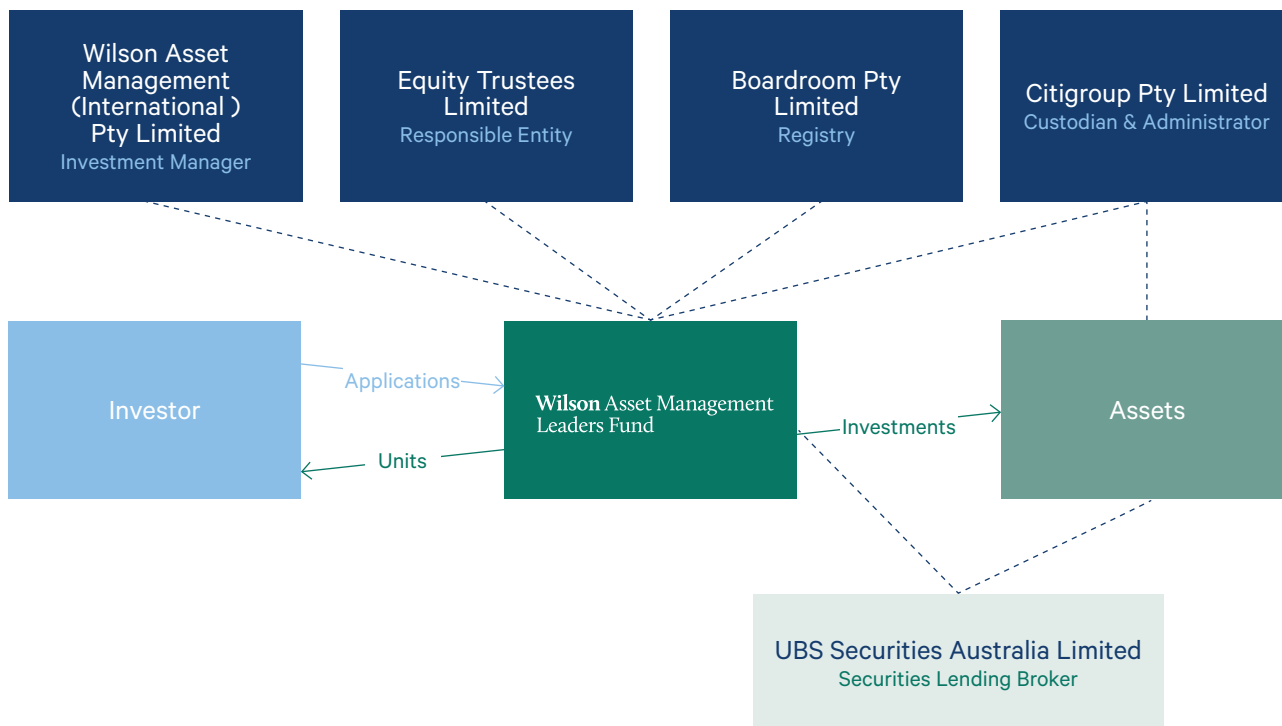 Wilson Asset
Management
(International )
Pty Limited
Investment Manager
Equity Trustees
Limited
Responsible Entity
Boardroom Pty
Limited
Registry
Citigroup Pty Limited
Custodian & Administrator
Investor
Applications
Units
Wilson Asset Management
Leaders Fund
Investments
Assets
UBS Securities Australia Limited
Securities Lending Broker